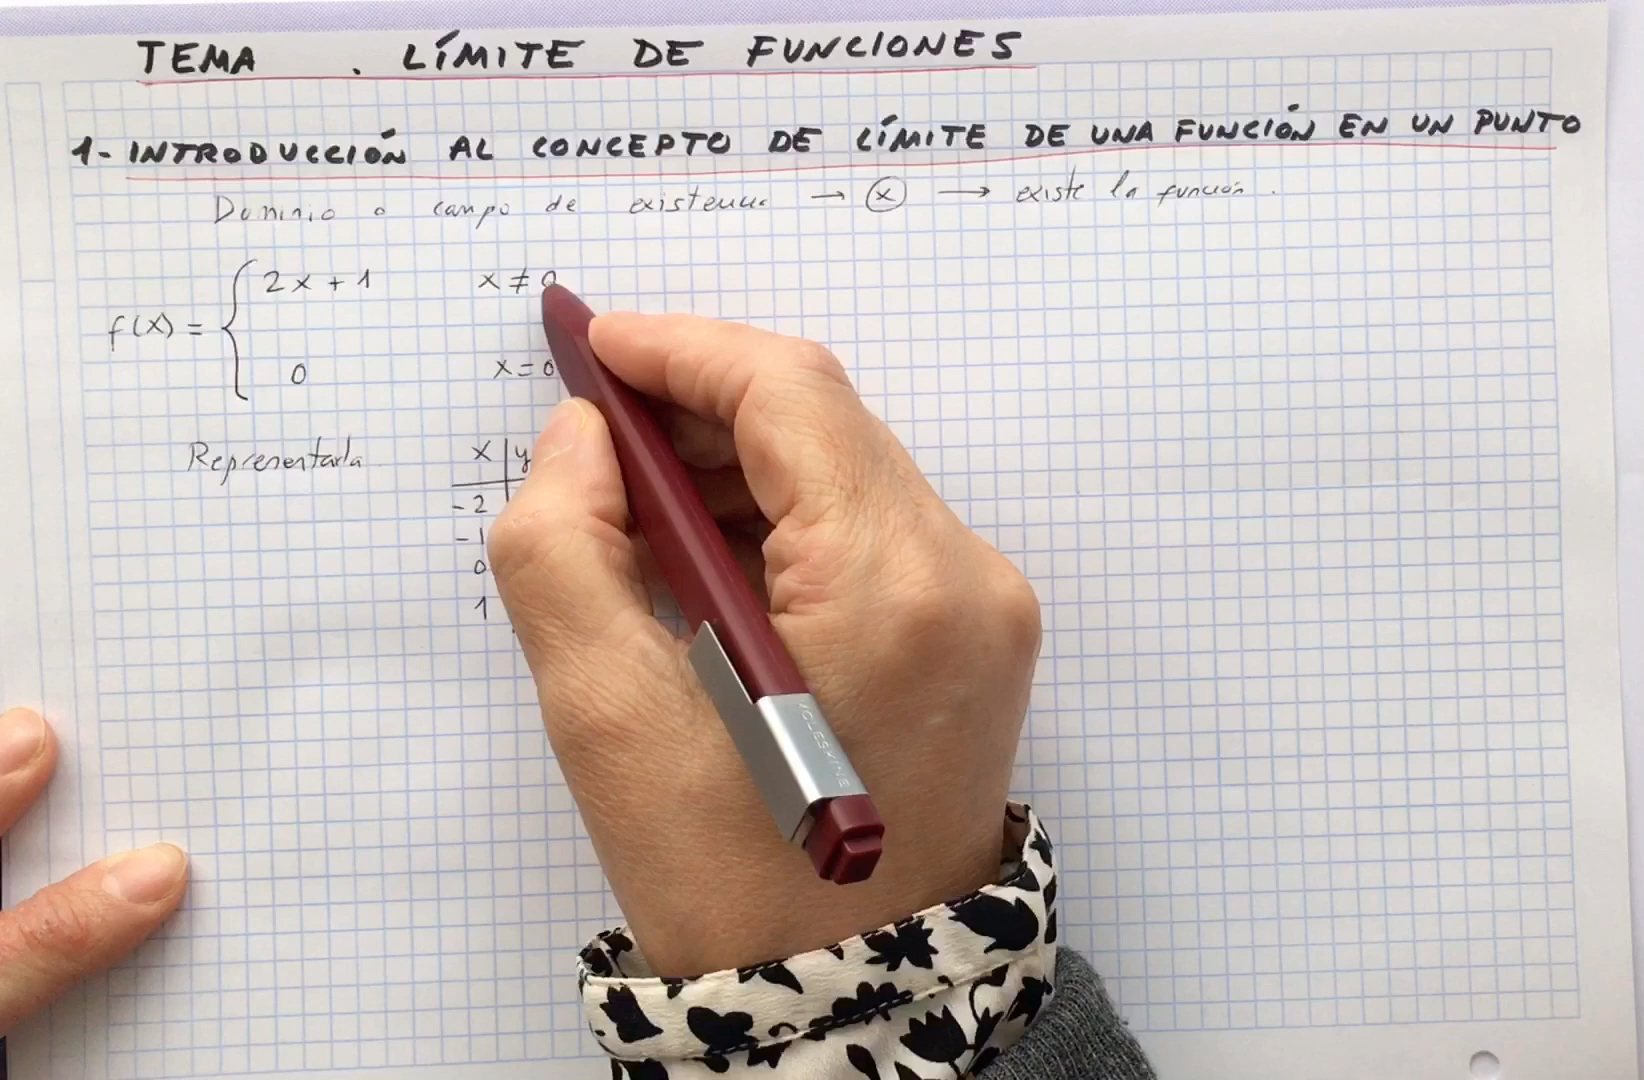 TEMA . LÍMITE DE FUNCIONES
1- INTRODUCCIÓN AL CONCEPTO DE LÍMITE DE UNA FUNCIÓN EN UN PUNTO
Dominio o campo de existencia → x → existe la función.
f(x) = { 2x + 1 x ≠ 0
0 x = 0
Representarla
x | y
-2
-1
0
1
MOLESKINE